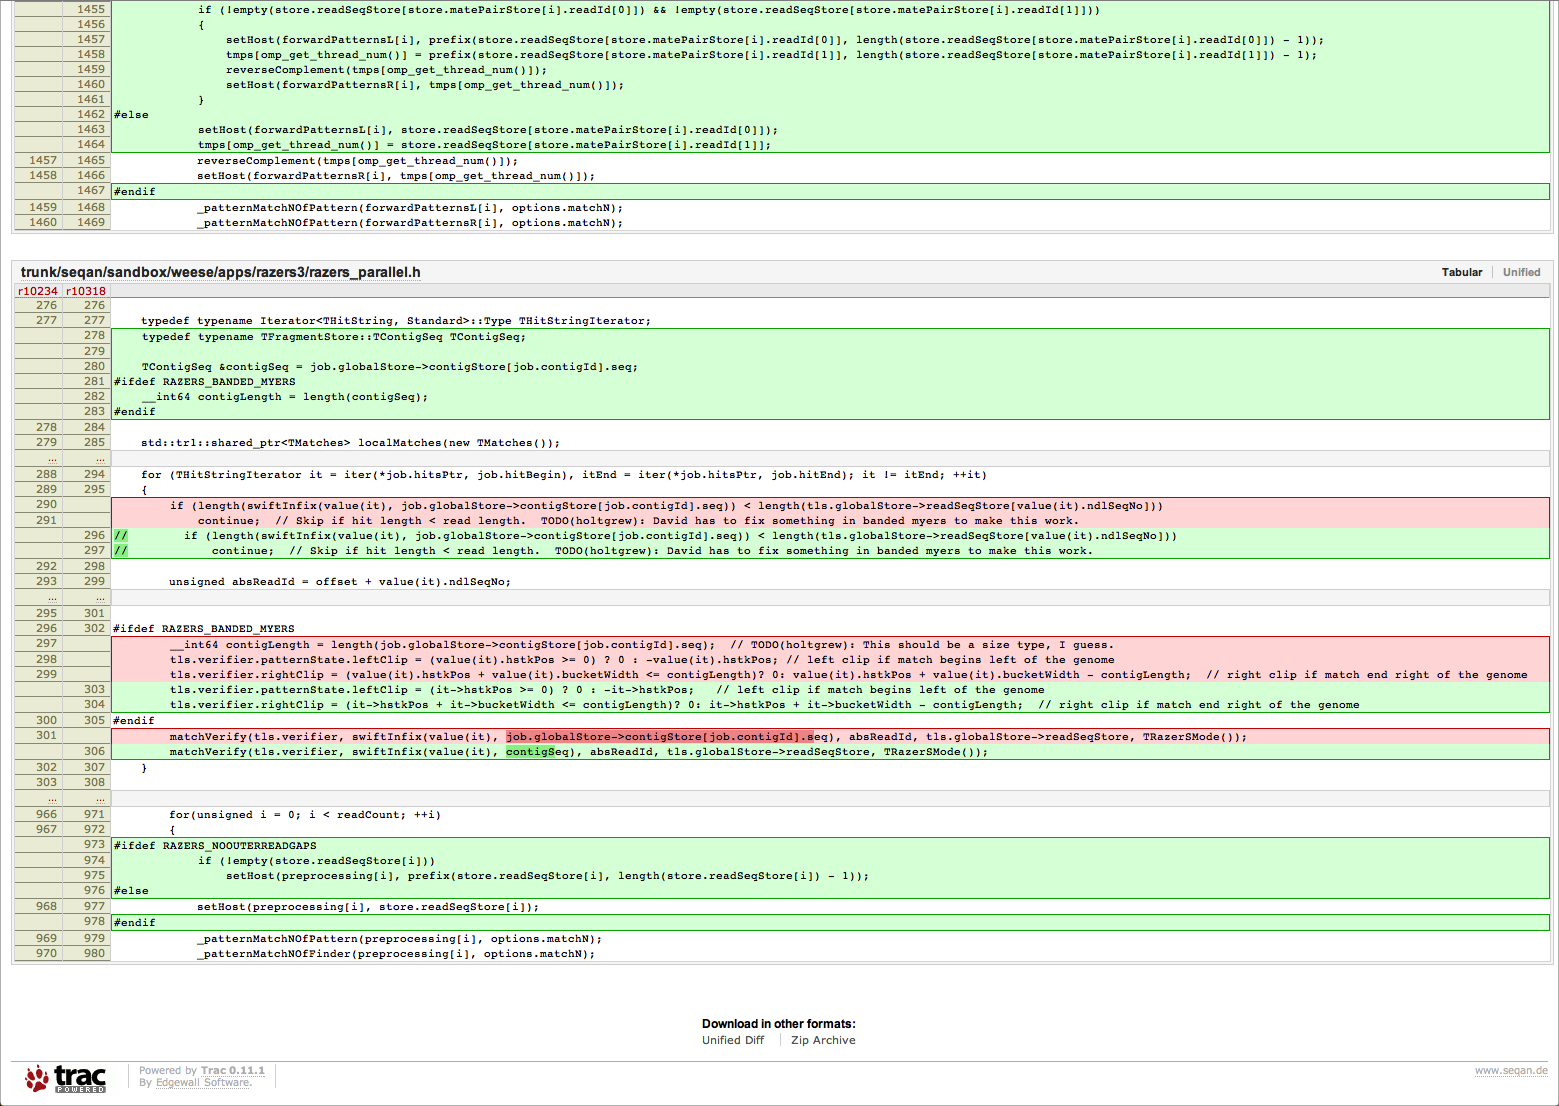 1455 if (!empty(store.readSeqStore[store.matePairStore[i].readId[0]]) && !empty(store.readSeqStore[store.matePairStore[i].readId[1]]))
1456 {
1457 setHost(forwardPatternsL[i], prefix(store.readSeqStore[store.matePairStore[i].readId[0]], length(store.readSeqStore[store.matePairStore[i].readId[0]]) - 1));
1458 tmps[omp_get_thread_num()] = prefix(store.readSeqStore[store.matePairStore[i].readId[1]], length(store.readSeqStore[store.matePairStore[i].readId[1]]) - 1);
1459 reverseComplement(tmps[omp_get_thread_num()]);
1460 setHost(forwardPatternsR[i], tmps[omp_get_thread_num()]);
1461 }
1462 #else
1463 setHost(forwardPatternsL[i], store.readSeqStore[store.matePairStore[i].readId[0]]);
1464 tmps[omp_get_thread_num()] = store.readSeqStore[store.matePairStore[i].readId[1]];
1457 1465 reverseComplement(tmps[omp_get_thread_num()]);
1458 1466 setHost(forwardPatternsR[i], tmps[omp_get_thread_num()]);
1467 #endif
1459 1468 _patternMatchNOfPattern(forwardPatternsL[i], options.matchN);
1460 1469 _patternMatchNOfPattern(forwardPatternsR[i], options.matchN);
trunk/seqan/sandbox/weese/apps/razers3/razers_parallel.h Tabular Unified
r10234 r10318
276 276
277 277 typedef typename Iterator<THitString, Standard>::Type THitStringIterator;
278 typedef typename TFragmentStore::TContigSeq TContigSeq;
279
280 TContigSeq &contigSeq = job.globalStore->contigStore[job.contigId].seq;
281 #ifdef RAZERS_BANDED_MYERS
282 __int64 contigLength = length(contigSeq);
283 #endif
278 284
279 285 std::tr1::shared_ptr<TMatches> localMatches(new TMatches());
… …
288 294 for (THitStringIterator it = iter(*job.hitsPtr, job.hitBegin), itEnd = iter(*job.hitsPtr, job.hitEnd); it != itEnd; ++it)
289 295 {
290 if (length(swiftInfix(value(it), job.globalStore->contigStore[job.contigId].seq)) < length(tls.globalStore->readSeqStore[value(it).ndlSeqNo]))
291 continue; // Skip if hit length < read length. TODO(holtgrew): David has to fix something in banded myers to make this work.
296 // if (length(swiftInfix(value(it), job.globalStore->contigStore[job.contigId].seq)) < length(tls.globalStore->readSeqStore[value(it).ndlSeqNo]))
297 // continue; // Skip if hit length < read length. TODO(holtgrew): David has to fix something in banded myers to make this work.
292 298
293 299 unsigned absReadId = offset + value(it).ndlSeqNo;
… …
295 301
296 302 #ifdef RAZERS_BANDED_MYERS
297 __int64 contigLength = length(job.globalStore->contigStore[job.contigId].seq); // TODO(holtgrew): This should be a size type, I guess.
298 tls.verifier.patternState.leftClip = (value(it).hstkPos >= 0) ? 0 : -value(it).hstkPos; // left clip if match begins left of the genome
299 tls.verifier.rightClip = (value(it).hstkPos + value(it).bucketWidth <= contigLength)? 0: value(it).hstkPos + value(it).bucketWidth - contigLength; // right clip if match end right of the genome
303 tls.verifier.patternState.leftClip = (it->hstkPos >= 0) ? 0 : -it->hstkPos; // left clip if match begins left of the genome
304 tls.verifier.rightClip = (it->hstkPos + it->bucketWidth <= contigLength)? 0: it->hstkPos + it->bucketWidth - contigLength; // right clip if match end right of the genome
300 305 #endif
301 matchVerify(tls.verifier, swiftInfix(value(it), job.globalStore->contigStore[job.contigId].seq), absReadId, tls.globalStore->readSeqStore, TRazerSMode());
306 matchVerify(tls.verifier, swiftInfix(value(it), contigSeq), absReadId, tls.globalStore->readSeqStore, TRazerSMode());
302 307 }
303 308
… …
966 971 for(unsigned i = 0; i < readCount; ++i)
967 972 {
973 #ifdef RAZERS_NOOUTERREADGAPS
974 if (!empty(store.readSeqStore[i]))
975 setHost(preprocessing[i], prefix(store.readSeqStore[i], length(store.readSeqStore[i]) - 1));
976 #else
968 977 setHost(preprocessing[i], store.readSeqStore[i]);
978 #endif
969 979 _patternMatchNOfPattern(preprocessing[i], options.matchN);
970 980 _patternMatchNOfFinder(preprocessing[i], options.matchN);
Download in other formats:
Unified Diff Zip Archive
trac POWERED
Powered by Trac 0.11.1
By Edgewall Software.
www.seqan.de